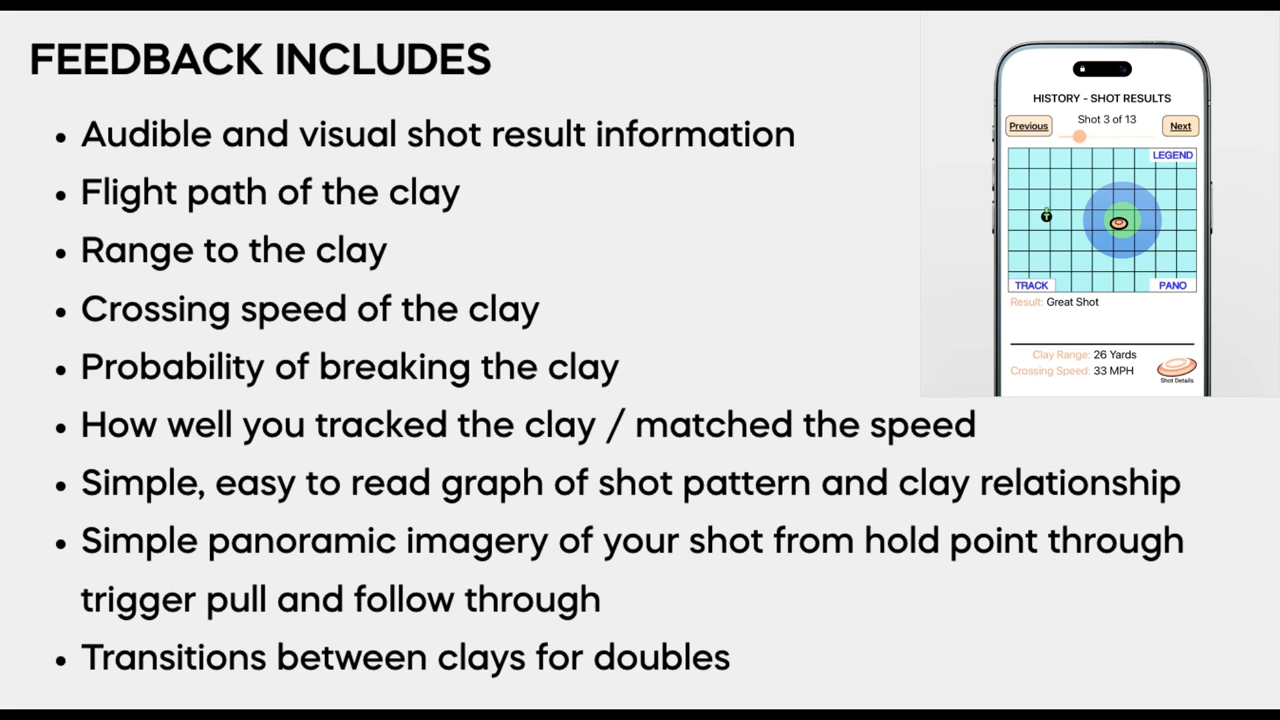 FEEDBACK INCLUDES
• Audible and visual shot result information
• Flight path of the clay
• Range to the clay
• Crossing speed of the clay
• Probability of breaking the clay
• How well you tracked the clay / matched the speed
• Simple, easy to read graph of shot pattern and clay relationship
• Simple panoramic imagery of your shot from hold point through
trigger pull and follow through
• Transitions between clays for doubles
HISTORY - SHOT RESULTS
Shot 3 of 13
Previous
Next
LEGEND
T
TRACK
PANO
Result: Great Shot
Clay Range: 26 Yards
Crossing Speed: 33 MPH
Shot Details